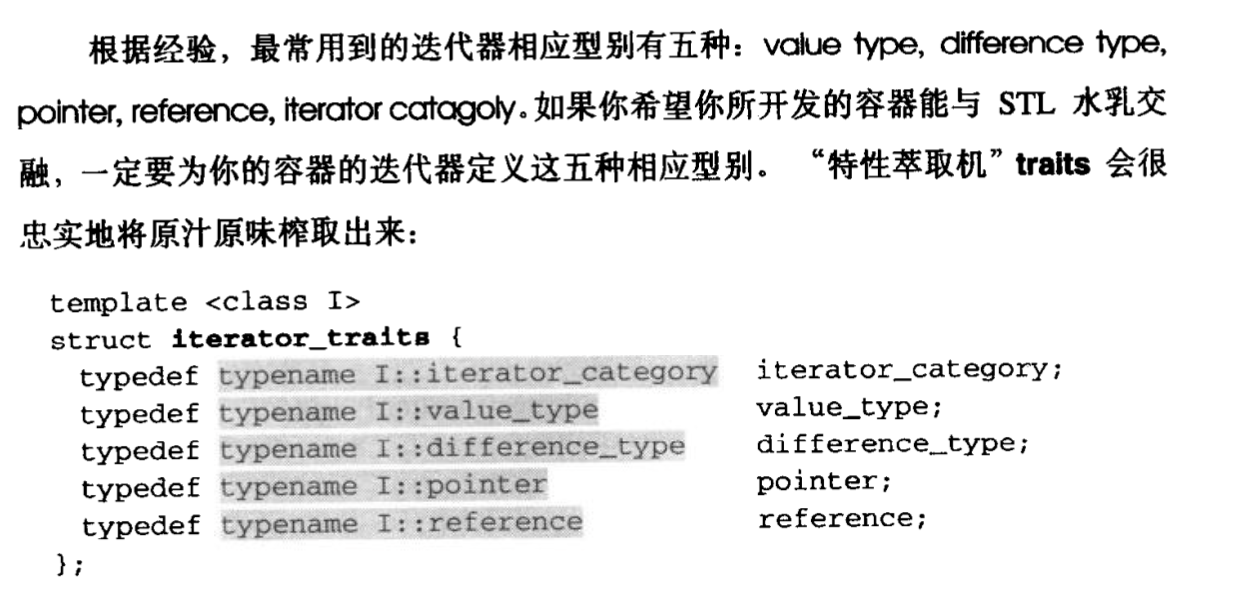 根据经验，最常用到的迭代器相应型别有五种：value type, difference type,
pointer, reference, iterator catagoly。如果你希望你所开发的容器能与 STL 水乳交
融，一定要为你的容器的迭代器定义这五种相应型别。 “特性萃取机”traits 会很
忠实地将原汁原味榨取出来：
template <class I>
struct iterator_traits {
typedef typename I::iterator_category iterator_category;
typedef typename I::value_type value_type;
typedef typename I::difference_type difference_type;
typedef typename I::pointer pointer;
typedef typename I::reference reference;
};